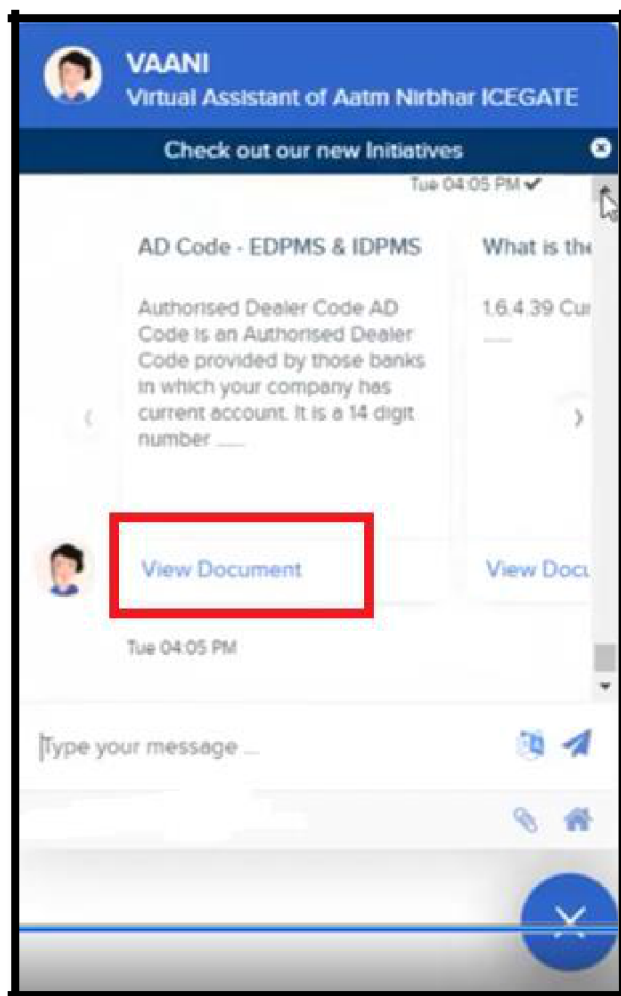 VAANI
Virtual Assistant of Aatm Nirbhar ICEGATE
Check out our new Initiatives
Tue 04:05 PM
AD Code - EDPMS & IDPMS
Authorised Dealer Code AD
Code is an Authorised Dealer
Code provided by those banks
in which your company has
current account. It is a 14 digit
number ......
View Document
What is the
1.6.4.39 Cur
......
View Docu
Tue 04:05 PM
Type your message ...